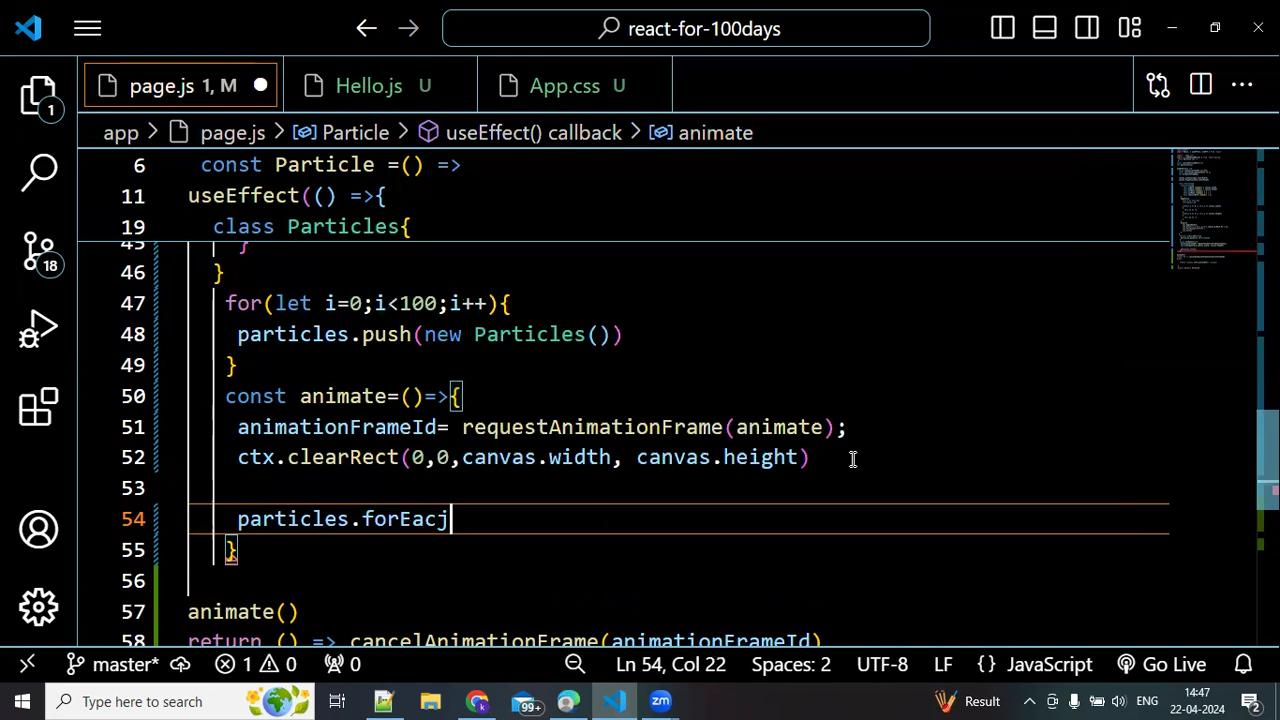 react-for-100days
page.js 1, M
Hello.js U
App.css U
app > page.js > Particle > useEffect() callback > animate
6 const Particle =() =>
11 useEffect(() =>{
19 class Particles{
45 }
46 }
47 for(let i=0;i<100;i++){
48 particles.push(new Particles())
49 }
50 const animate=()=>{
51 animationFrameId= requestAnimationFrame(animate);
52 ctx.clearRect(0,0,canvas.width, canvas.height)
53
54 particles.forEacj
55 }
56
57 animate()
58 return () => cancelAnimationFrame(animationFrameId)
1
18
master* 1 0 0 Ln 54, Col 22 Spaces: 2 UTF-8 LF {} JavaScript Go Live
Type here to search
99+
zm
Result
ENG
14:47
22-04-2024
2